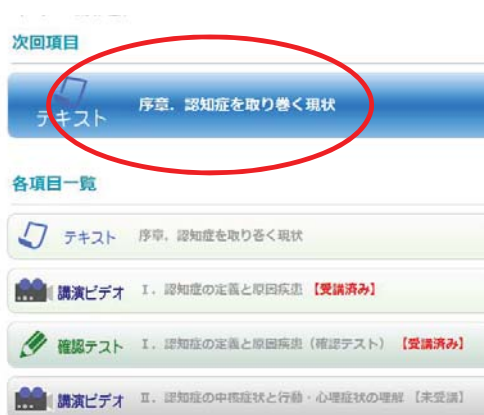 次回項目
テキスト 序章．認知症を取り巻く現状
各項目一覧
テキスト 序章．認知症を取り巻く現状
講演ビデオ Ⅰ．認知症の定義と原因疾患【受講済み】
確認テスト Ⅰ．認知症の定義と原因疾患（確認テスト）【受講済み】
講演ビデオ Ⅱ．認知症の中核症状と行動・心理症状の理解【未受講】